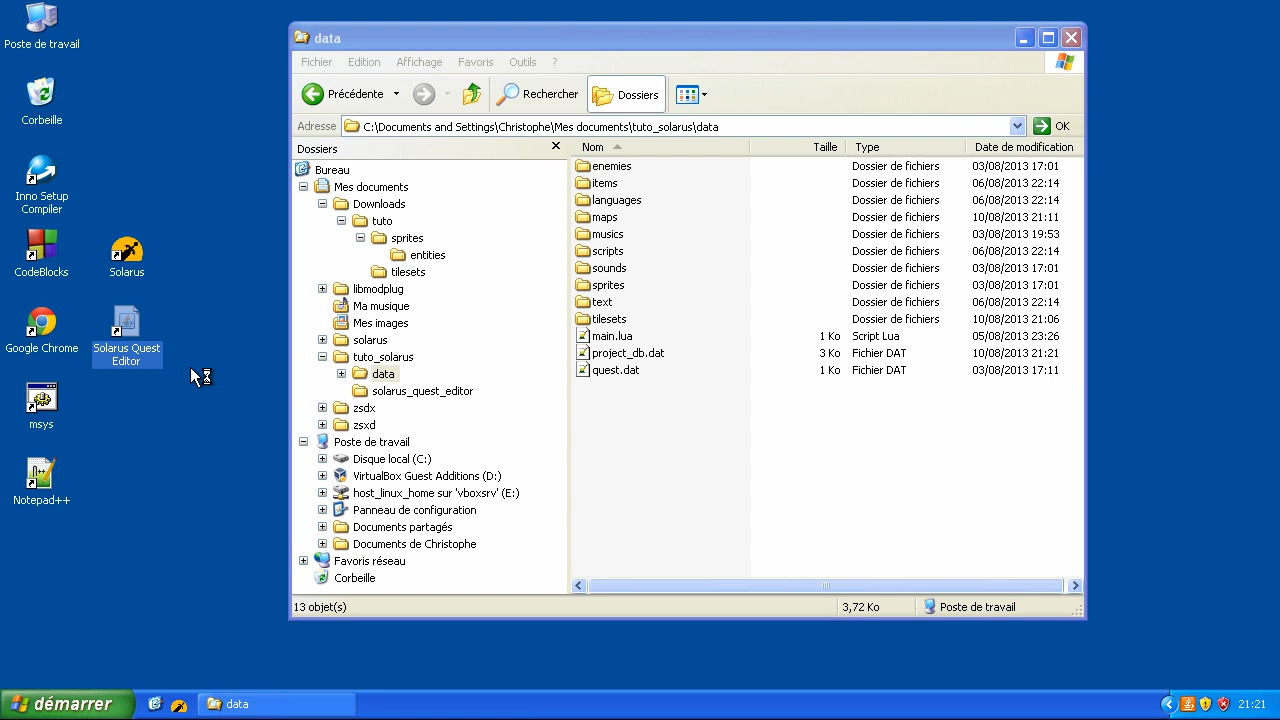 Poste de travail
Corbeille
Inno Setup
Compiler
CodeBlocks
Solarus
Google Chrome
Solarus Quest
Editor
msys
Notepad++
data
Fichier
Affichage
Favoris
Outils
?
Précédente
Rechercher
Dossiers
Adresse
C:\Documents and Settings\Christophe\Mes documents\tuto_solarus\data
OK
Dossiers
Bureau
Mes documents
Downloads
tuto
sprites
entities
tilesets
libmodplug
Ma musique
Mes images
solarus
tuto_solarus
data
solarus_quest_editor
zsdx
zsxd
Poste de travail
Disque local (C:)
VirtualBox Guest Additions (D:)
host_linux_home sur 'vboxsrv' (E:)
Panneau de configuration
Documents partagés
Documents de Christophe
Favoris réseau
Corbeille
Nom Taille Type Date de modification
enemies Dossier de fichiers 03/08/2013 17:01
items Dossier de fichiers 06/08/2013 22:14
languages Dossier de fichiers 06/08/2013 22:14
maps Dossier de fichiers 10/08/2013 21:11
musics Dossier de fichiers 03/08/2013 19:53
scripts Dossier de fichiers 06/08/2013 22:14
sounds Dossier de fichiers 03/08/2013 17:01
sprites Dossier de fichiers 03/08/2013 17:01
text Dossier de fichiers 06/08/2013 22:14
tilesets Dossier de fichiers 10/08/2013 21:06
main.lua 1 Ko Script Lua 05/08/2013 23:26
project_db.dat 3 Ko Fichier DAT 10/08/2013 21:21
quest.dat 1 Ko Fichier DAT 03/08/2013 17:11
13 objet(s)
3,72 Ko
Poste de travail
démarrer
data
21:21